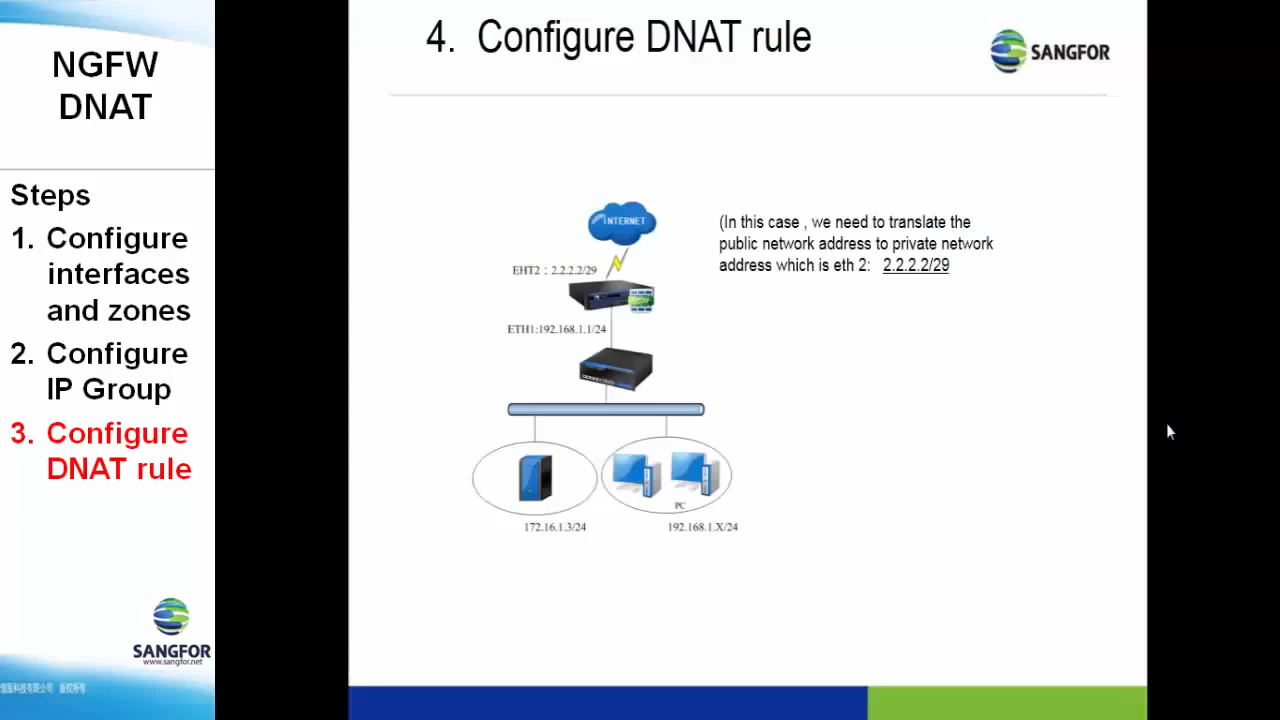 NGFW
DNAT
Steps
1. Configure
interfaces
and zones
2. Configure
IP Group
3. Configure
DNAT rule
SANGFOR
www.sangfor.net
4. Configure DNAT rule
SANGFOR
INTERNET
(In this case , we need to translate the
public network address to private network
address which is eth 2: 2.2.2.2/29
EHT2 : 2.2.2.2/29
ETH1:192.168.1.1/24
PC
172.16.1.3/24
192.168.1.X/24